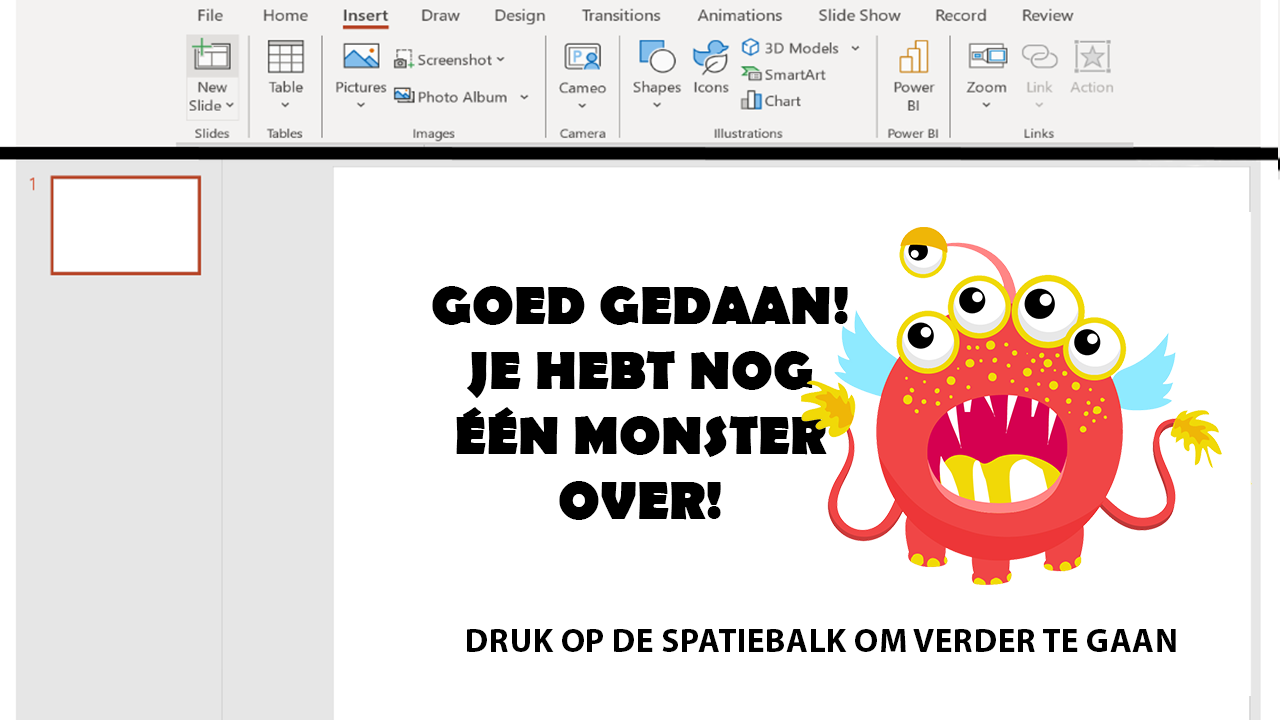 File Home Insert Draw Design Transitions Animations Slide Show Record Review
New Slide
Table
Pictures
Screenshot
Photo Album
Cameo
Shapes
Icons
3D Models
SmartArt
Chart
Power BI
Zoom
Link
Action
Slides Tables Images Camera Illustrations Power BI Links
1
GOED GEDAAN!
JE HEBT NOG
ÉÉN MONSTER
OVER!
DRUK OP DE SPATIEBALK OM VERDER TE GAAN